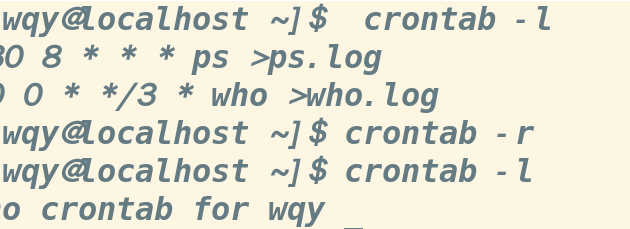 wqy@localhost ~]$ crontab -l
30 8 * * * ps >ps.log
0 0 * */3 * who >who.log
wqy@localhost ~]$ crontab -r
wqy@localhost ~]$ crontab -l
no crontab for wqy